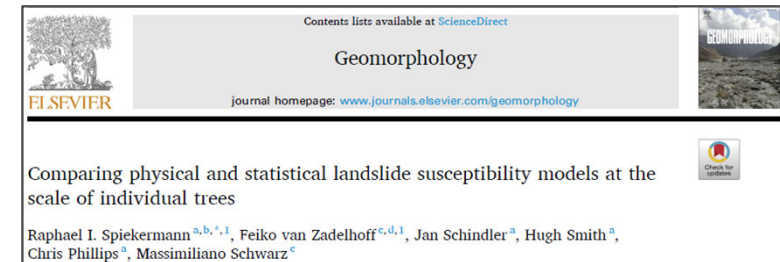 Contents lists available at ScienceDirect
Geomorphology
journal homepage: www.journals.elsevier.com/geomorphology
ELSEVIER
GEOMORPHOLOGY
Check for
updates
Comparing physical and statistical landslide susceptibility models at the
scale of individual trees
Raphael I. Spiekermann a,b,*,1, Feiko van Zadelhoff c,d,1, Jan Schindler a, Hugh Smith a,
Chris Phillips a, Massimiliano Schwarz c